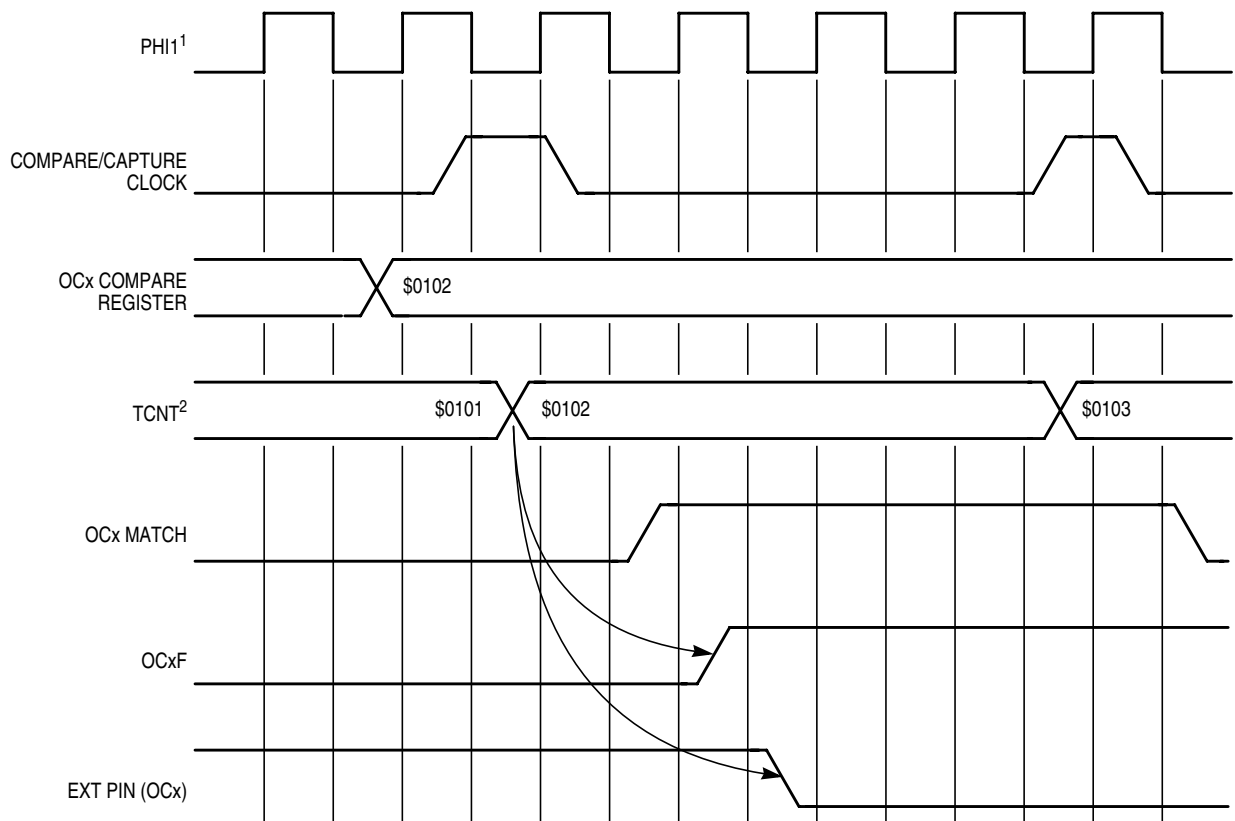 PHI1¹
COMPARE/CAPTURE
CLOCK
OCx COMPARE
REGISTER
$0102
TCNT²
$0101
$0102
$0103
OCx MATCH
OCxF
EXT PIN (OCx)